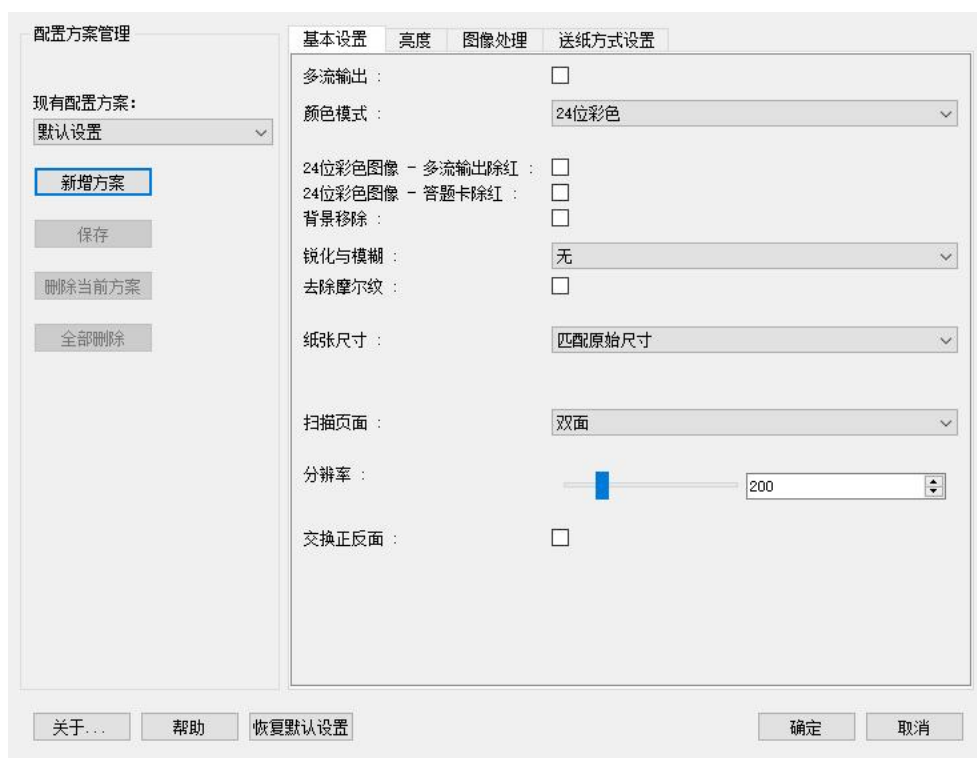 配置方案管理
现有配置方案：
默认设置
新增方案
保存
删除当前方案
全部删除
基本设置 亮度 图像处理 送纸方式设置
多流输出 :
颜色模式 : 24位彩色
24位彩色图像 - 多流输出除红 :
24位彩色图像 - 答题卡除红 :
背景移除 :
锐化与模糊 : 无
去除摩尔纹 :
纸张尺寸 : 匹配原始尺寸
扫描页面 : 双面
分辨率 : 200
交换正反面 :
关于... 帮助 恢复默认设置 确定 取消